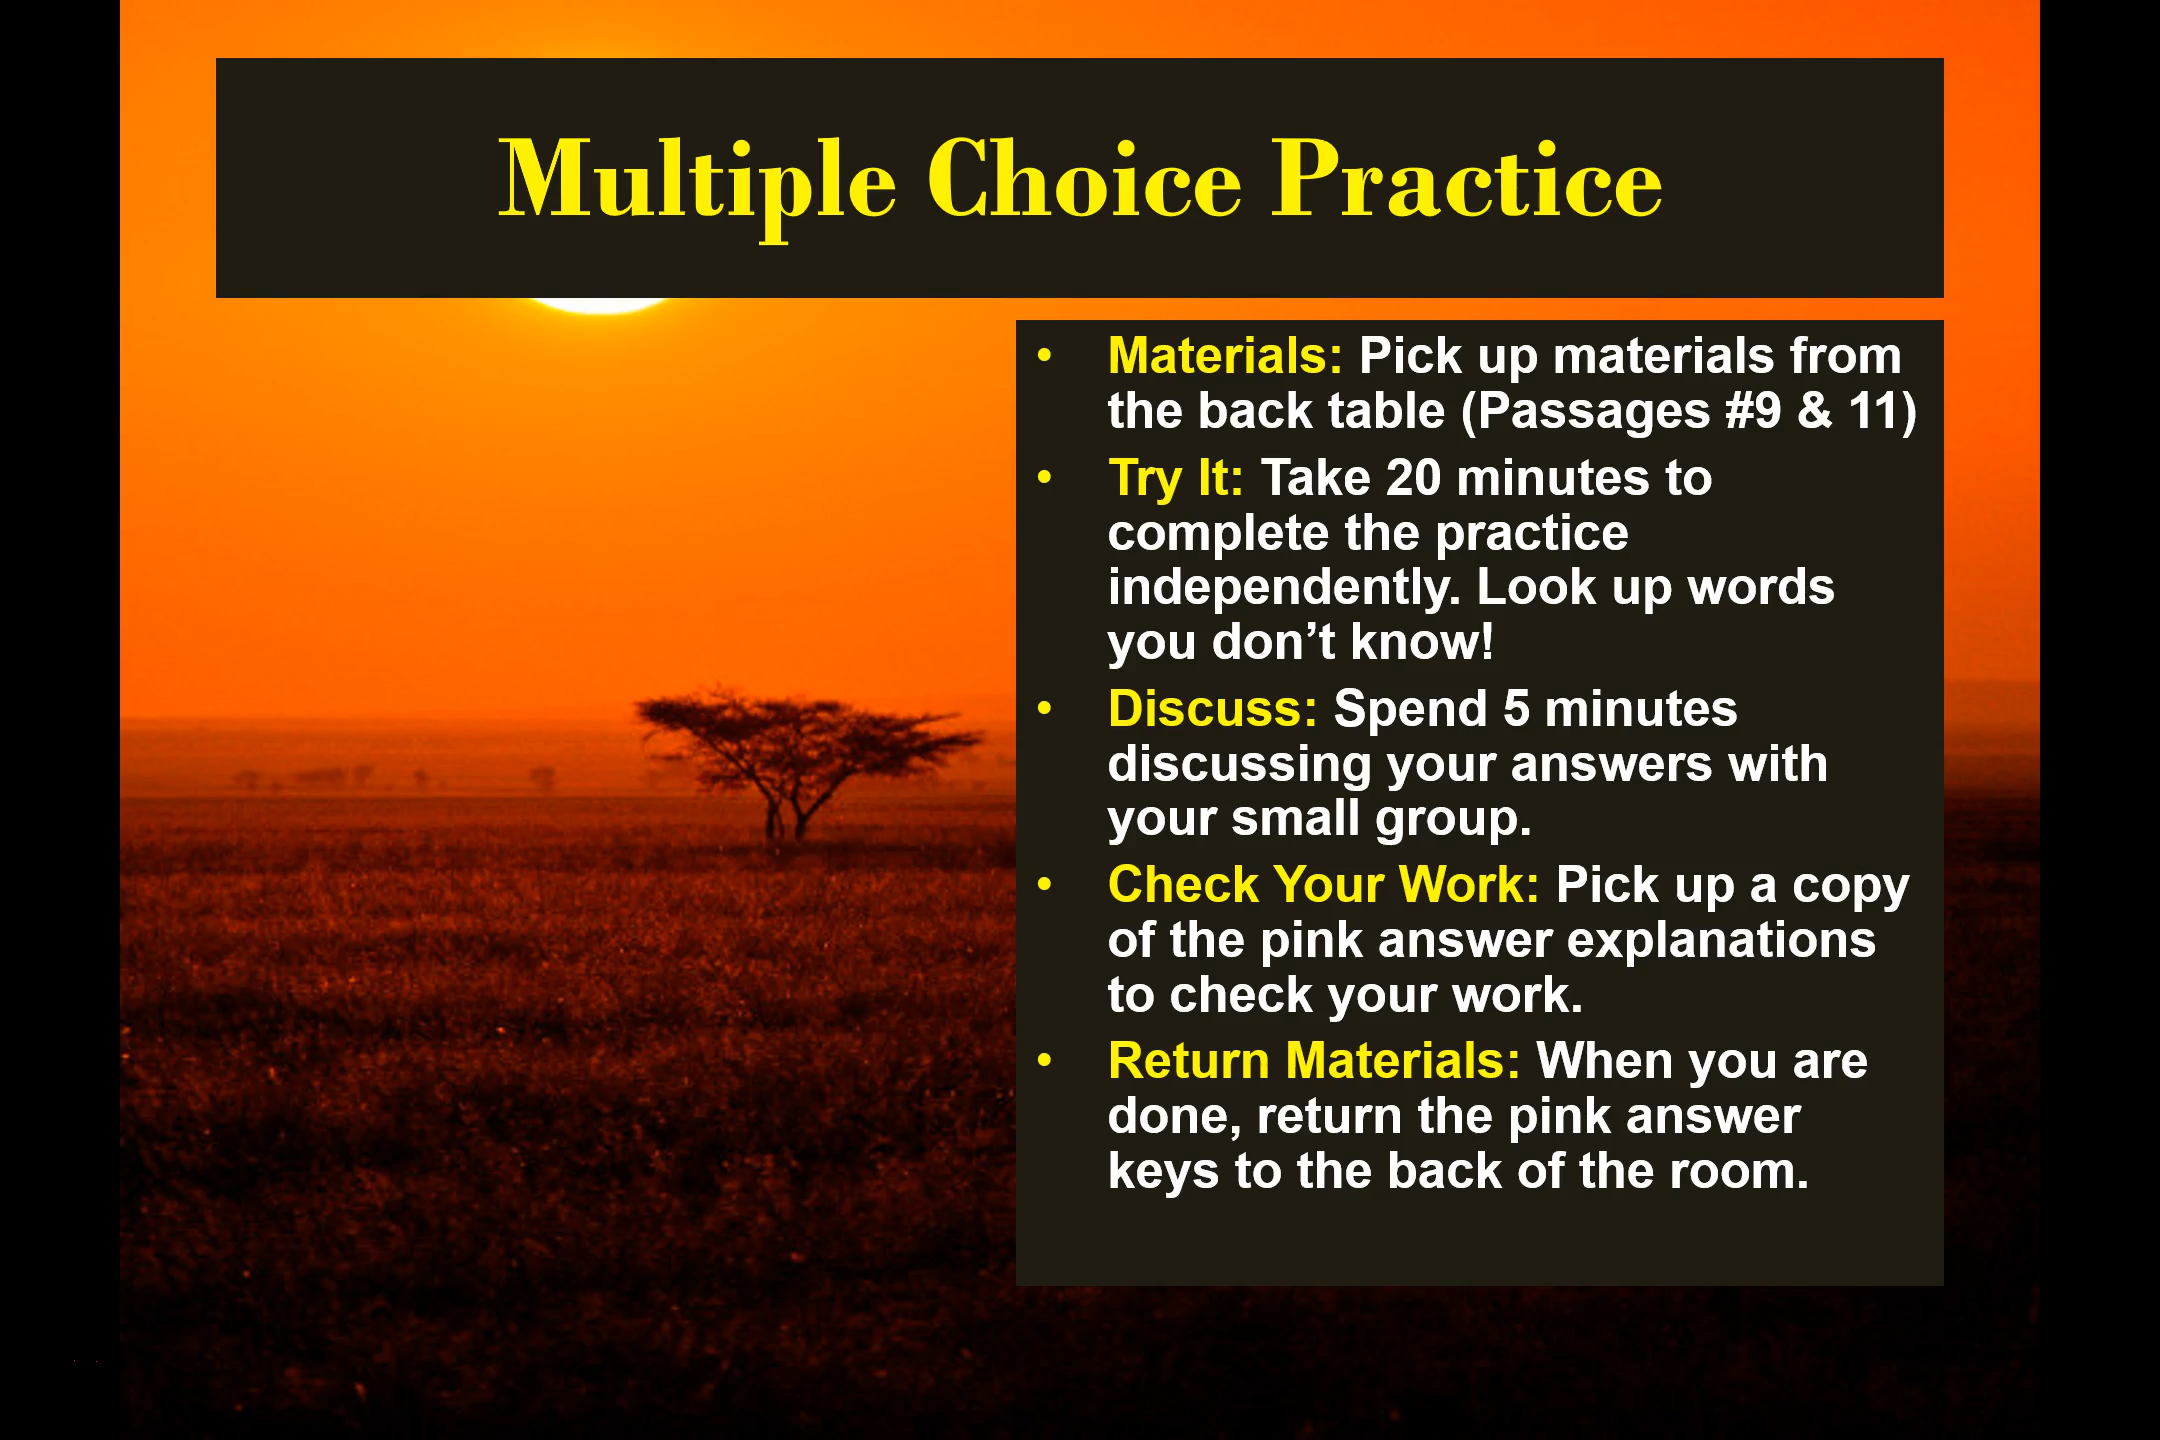 Multiple Choice Practice
• Materials: Pick up materials from
the back table (Passages #9 & 11)
• Try It: Take 20 minutes to
complete the practice
independently. Look up words
you don’t know!
• Discuss: Spend 5 minutes
discussing your answers with
your small group.
• Check Your Work: Pick up a copy
of the pink answer explanations
to check your work.
• Return Materials: When you are
done, return the pink answer
keys to the back of the room.